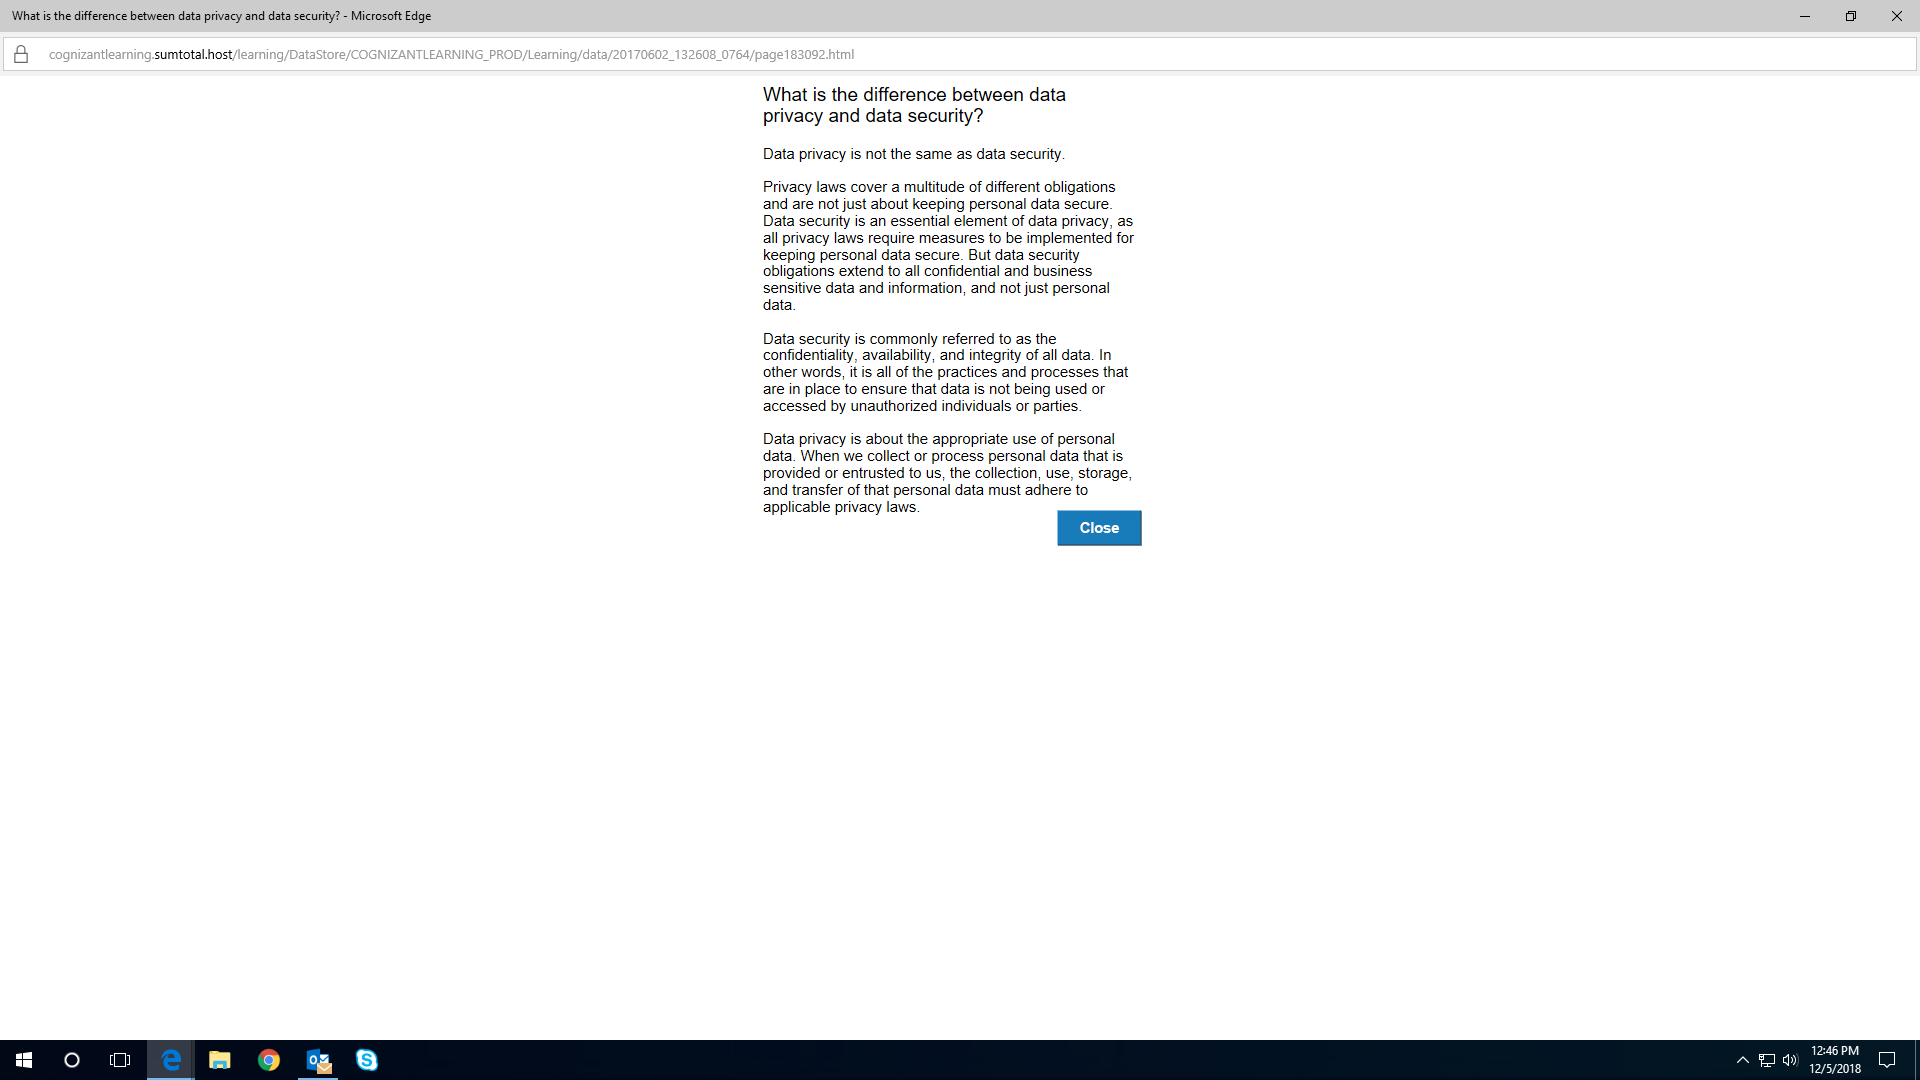 What is the difference between data privacy and data security? - Microsoft Edge
cognizantlearning.sumtotal.host/learning/DataStore/COGNIZANTLEARNING_PROD/Learning/data/20170602_132608_0764/page183092.html
What is the difference between data
privacy and data security?
Data privacy is not the same as data security.
Privacy laws cover a multitude of different obligations
and are not just about keeping personal data secure.
Data security is an essential element of data privacy, as
all privacy laws require measures to be implemented for
keeping personal data secure. But data security
obligations extend to all confidential and business
sensitive data and information, and not just personal
data.
Data security is commonly referred to as the
confidentiality, availability, and integrity of all data. In
other words, it is all of the practices and processes that
are in place to ensure that data is not being used or
accessed by unauthorized individuals or parties.
Data privacy is about the appropriate use of personal
data. When we collect or process personal data that is
provided or entrusted to us, the collection, use, storage,
and transfer of that personal data must adhere to
applicable privacy laws.
Close
12:46 PM
12/5/2018